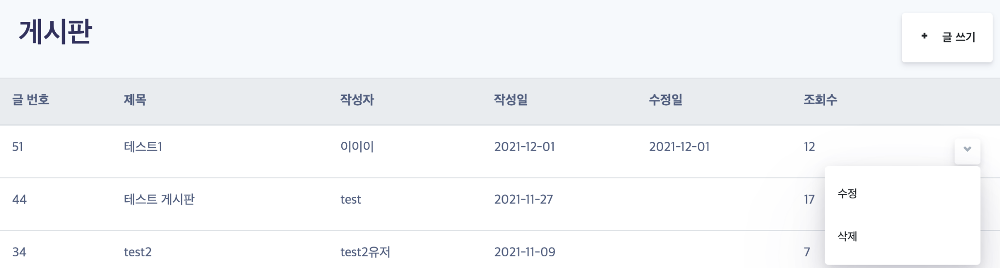 게시판
+ 글 쓰기
글 번호 제목 작성자 작성일 수정일 조회수
51 테스트1 이이이 2021-12-01 2021-12-01 12
44 테스트 게시판 test 2021-11-27 17
수정
삭제
34 test2 test2유저 2021-11-09 7